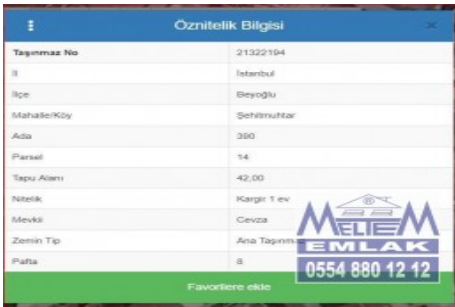 Öznitelik Bilgisi ×
Taşınmaz No 21322194
İl İstanbul
İlçe Beyoğlu
Mahalle/Köy Şehitmuhtar
Ada 390
Parsel 14
Tapu Alanı 42,00
Nitelik Kargir 1 ev
Mevkii Cevza
Zemin Tip Ana Taşınmaz
Pafta 8
MELTEM
EMLAK
0554 880 12 12
Favorilere ekle